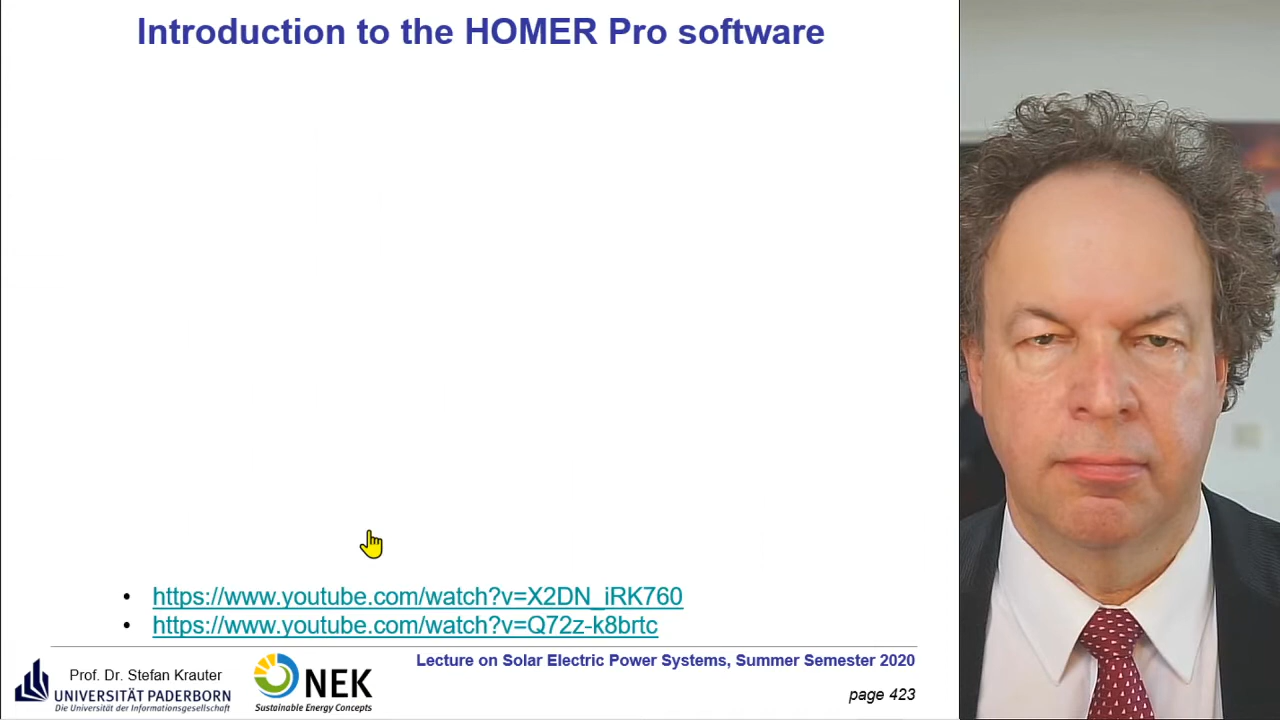 Introduction to the HOMER Pro software
• https://www.youtube.com/watch?v=X2DN_iRK760
• https://www.youtube.com/watch?v=Q72z-k8brtc
Lecture on Solar Electric Power Systems, Summer Semester 2020
Prof. Dr. Stefan Krauter
UNIVERSITÄT PADERBORN
Die Universität der Informationsgesellschaft
NEK
Sustainable Energy Concepts
page 423